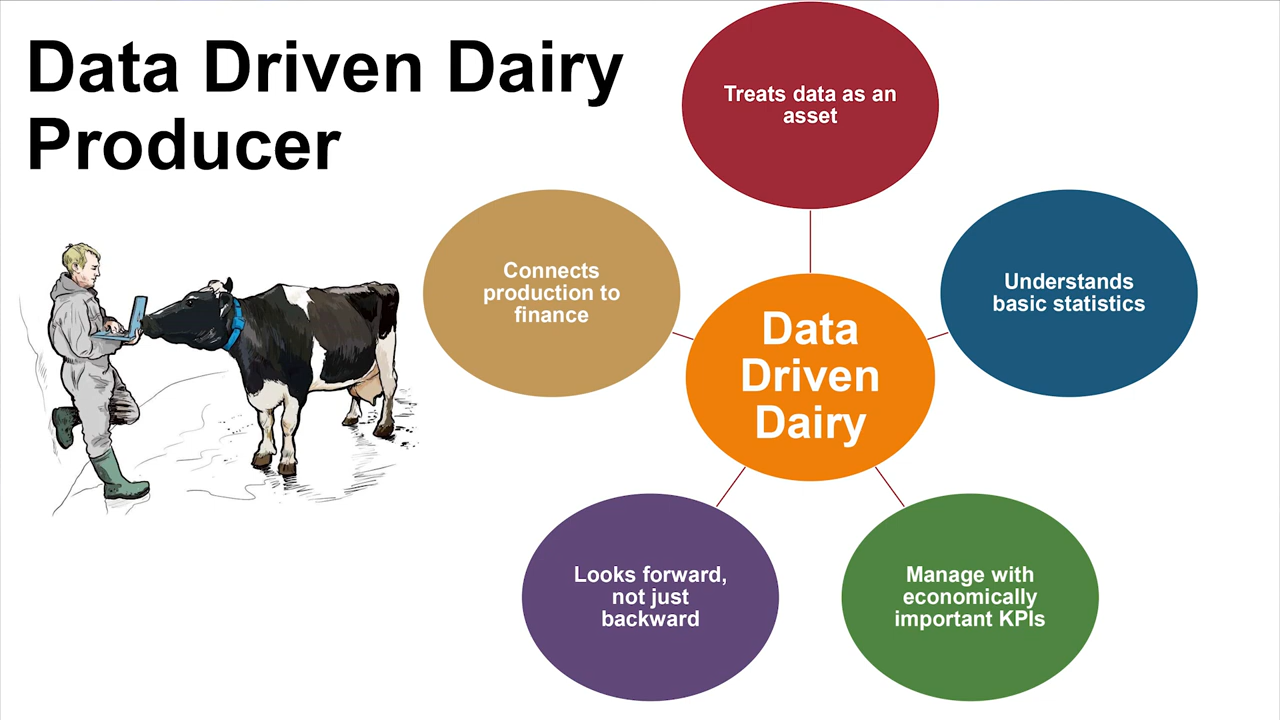 Data Driven Dairy
Producer
Treats data as an
asset
Understands
basic statistics
Manage with
economically
important KPIs
Looks forward,
not just
backward
Connects
production to
finance
Data
Driven
Dairy